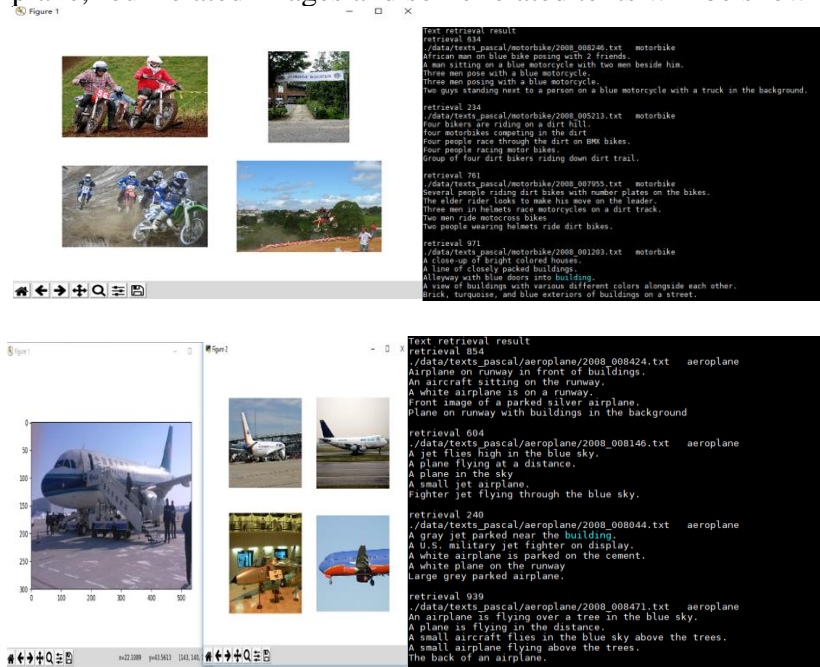 Figure 1
Text retrieval result
retrieval 634
./data/texts_pascal/motorbike/2008_008246.txt motorbike
African man on blue bike posing with 2 friends.
A man sitting on a blue motorcycle with two men beside him.
Three men pose with a blue motorcycle.
Three men posing with a blue motorcycle.
Two guys standing next to a person on a blue motorcycle with a truck in the background.
retrieval 234
./data/texts_pascal/motorbike/2008_005213.txt motorbike
Four bikers are riding on a dirt hill.
four motorbikes competing in the dirt
Four people race through the dirt on BMX bikes.
Four people racing motor bikes.
Group of four dirt bikers riding down dirt trail.
retrieval 761
./data/texts_pascal/motorbike/2008_007955.txt motorbike
Several people riding dirt bikes with number plates on the bikes.
The elder rider looks to make his move on the leader.
Three men in helmets race motorcycles on a dirt track.
Two men ride motocross bikes
Two people wearing helmets ride dirt bikes.
retrieval 971
./data/texts_pascal/motorbike/2008_001203.txt motorbike
A close-up of bright colored houses.
A line of closely packed buildings.
Alleyway with blue doors into building.
A view of buildings with various different colors alongside each other.
Brick, turquoise, and blue exteriors of buildings on a street.
Figure 1
0
50
100
150
200
250
300
0 100 200 300 400 500
Figure 2
Text retrieval result
retrieval 854
./data/texts_pascal/aeroplane/2008_008424.txt aeroplane
Airplane on runway in front of buildings.
An aircraft sitting on the runway.
A white airplane is on a runway.
Front image of a parked silver airplane.
Plane on runway with buildings in the background
retrieval 604
./data/texts_pascal/aeroplane/2008_008146.txt aeroplane
A jet flies high in the blue sky.
A plane flying at a distance.
A plane in the sky
A small jet airplane.
Fighter jet flying through the blue sky.
retrieval 240
./data/texts_pascal/aeroplane/2008_008044.txt aeroplane
A gray jet parked near the building.
A U.S. military jet fighter on display.
A white airplane is parked on the cement.
A white plane on the runway
Large grey parked airplane.
retrieval 939
./data/texts_pascal/aeroplane/2008_008471.txt aeroplane
An airplane is flying over a tree in the blue sky.
A plane is flying in the distance.
A small aircraft flies in the blue sky above the trees.
A small airplane flying above the trees.
The back of an airplane.